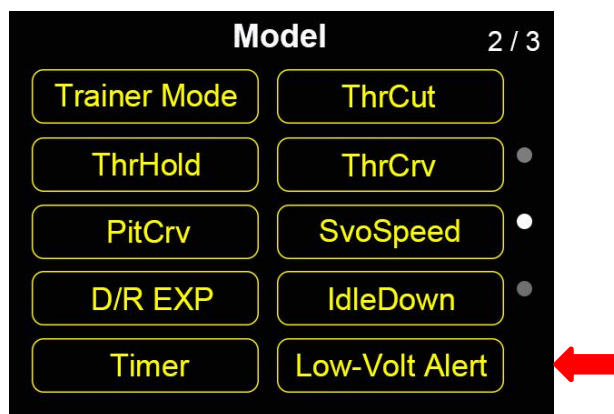 Model 2 / 3
Trainer Mode ThrCut
ThrHold ThrCrv
PitCrv SvoSpeed
D/R EXP IdleDown
Timer Low-Volt Alert